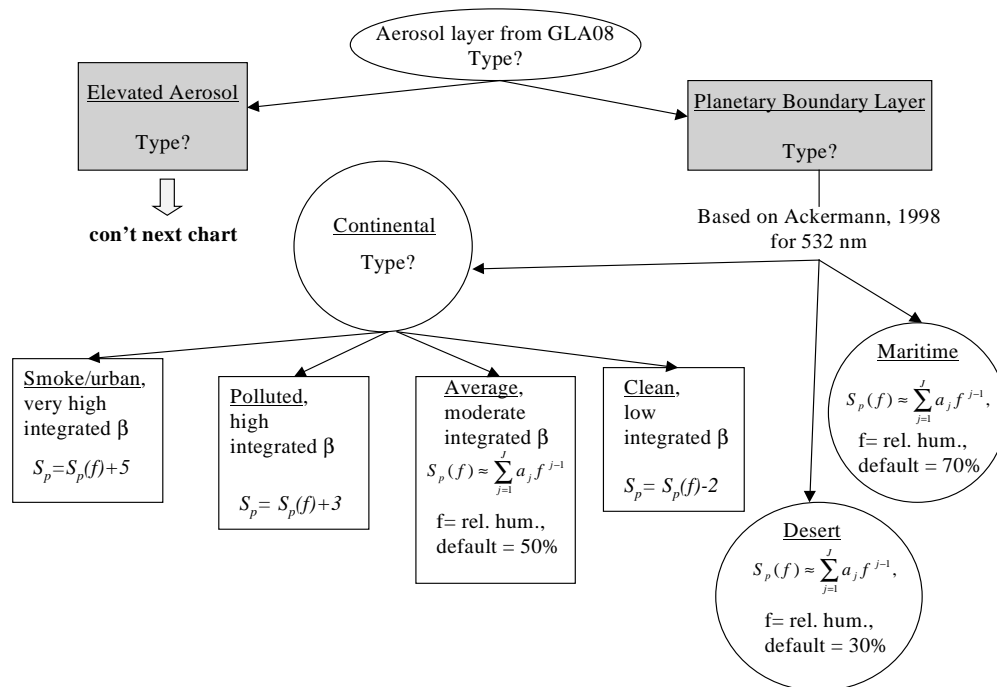 Aerosol layer from GLA08
Type?
Elevated Aerosol
Type?
con't next chart
Planetary Boundary Layer
Type?
Based on Ackermann, 1998
for 532 nm
Continental
Type?
Smoke/urban,
very high
integrated β
S_p=S_p(f)+5
Polluted,
high
integrated β
S_p= S_p(f)+3
Average,
moderate
integrated β
S_p(f) ≈ ∑_{j=1}^{J} a_j f^{j-1}
f= rel. hum.,
default = 50%
Clean,
low
integrated β
S_p= S_p(f)-2
Maritime
S_p(f) ≈ ∑_{j=1}^{J} a_j f^{j-1},
f= rel. hum.,
default = 70%
Desert
S_p(f) ≈ ∑_{j=1}^{J} a_j f^{j-1},
f= rel. hum.,
default = 30%